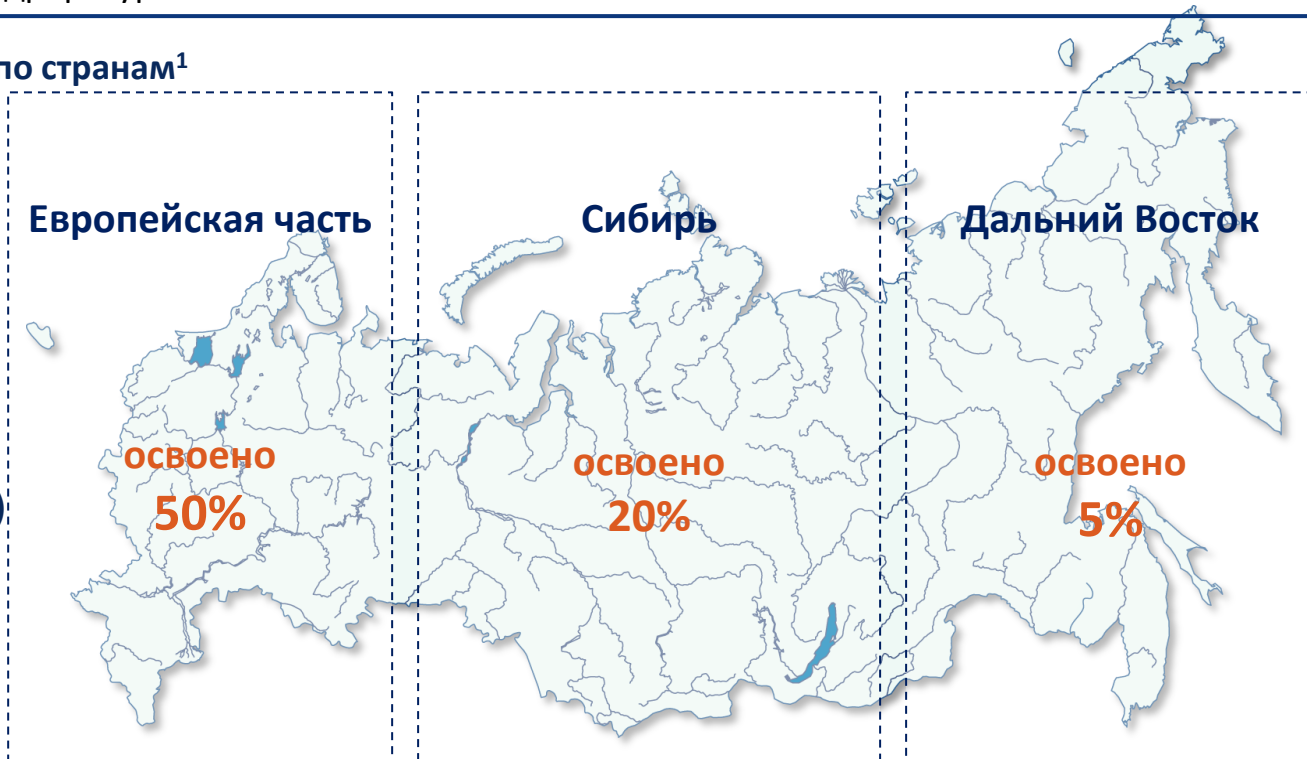 по странам¹
Европейская часть
Сибирь
Дальний Восток
освоено
50%
освоено
20%
освоено
5%
)